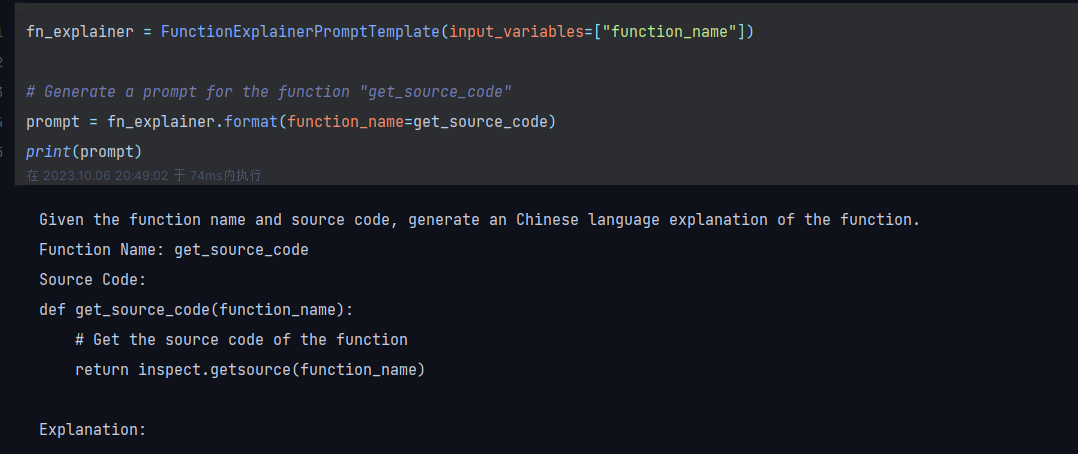 fn_explainer = FunctionExplainerPromptTemplate(input_variables=["function_name"])
2
3 # Generate a prompt for the function "get_source_code"
4 prompt = fn_explainer.format(function_name=get_source_code)
5 print(prompt)
在 2023.10.06 20:49:02 于 74ms内执行
Given the function name and source code, generate an Chinese language explanation of the function.
Function Name: get_source_code
Source Code:
def get_source_code(function_name):
    # Get the source code of the function
    return inspect.getsource(function_name)
Explanation: